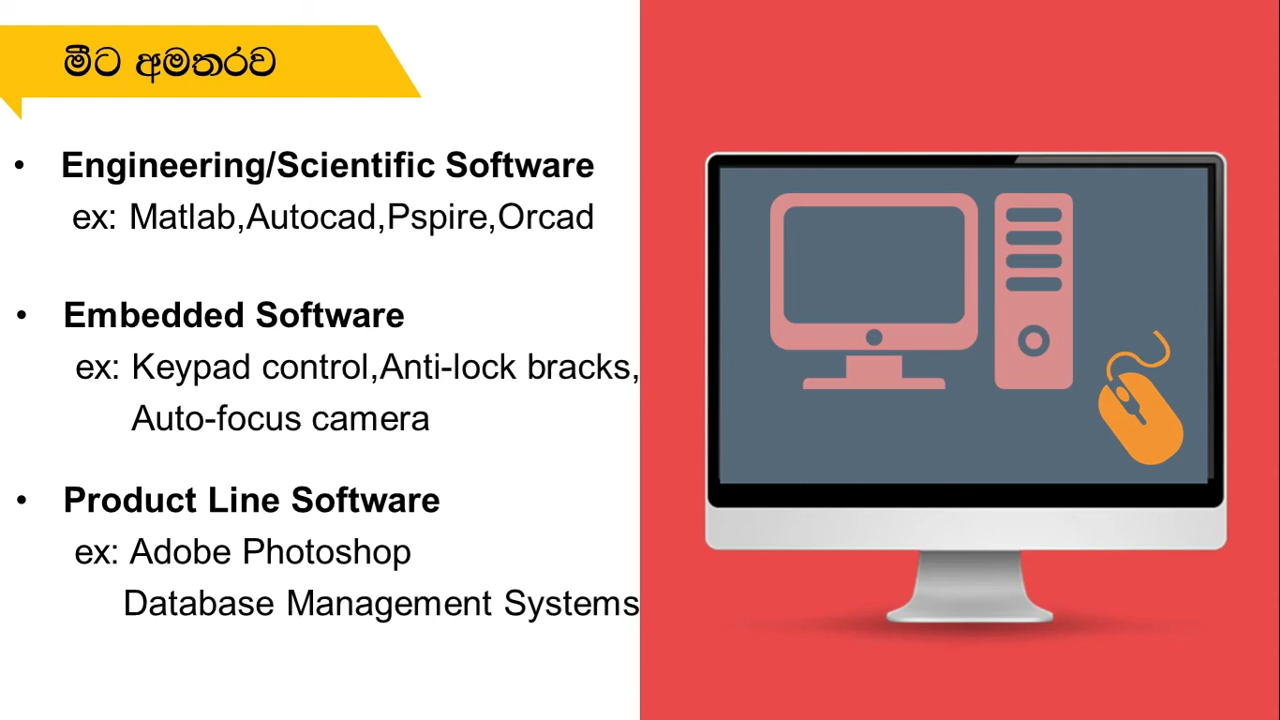 මීට අමතරව
• Engineering/Scientific Software
ex: Matlab,Autocad,Pspire,Orcad
• Embedded Software
ex: Keypad control,Anti-lock bracks,
Auto-focus camera
• Product Line Software
ex: Adobe Photoshop
Database Management Systems